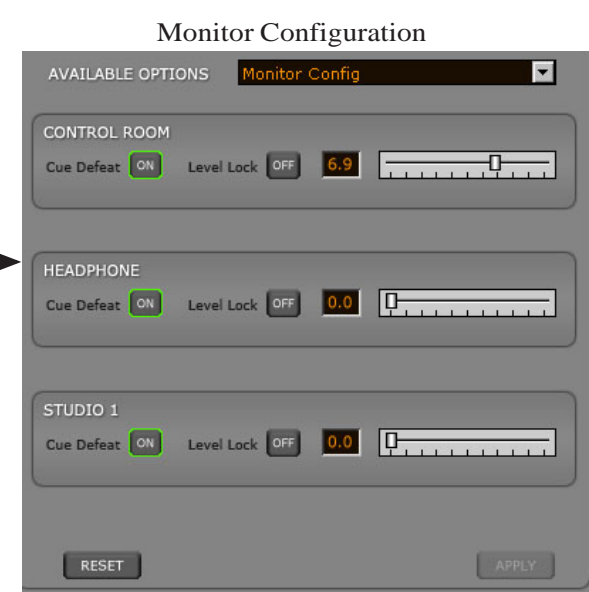 Monitor Configuration
AVAILABLE OPTIONS Monitor Config
CONTROL ROOM
Cue Defeat ON Level Lock OFF 6.9
HEADPHONE
Cue Defeat ON Level Lock OFF 0.0
STUDIO 1
Cue Defeat ON Level Lock OFF 0.0
RESET APPLY